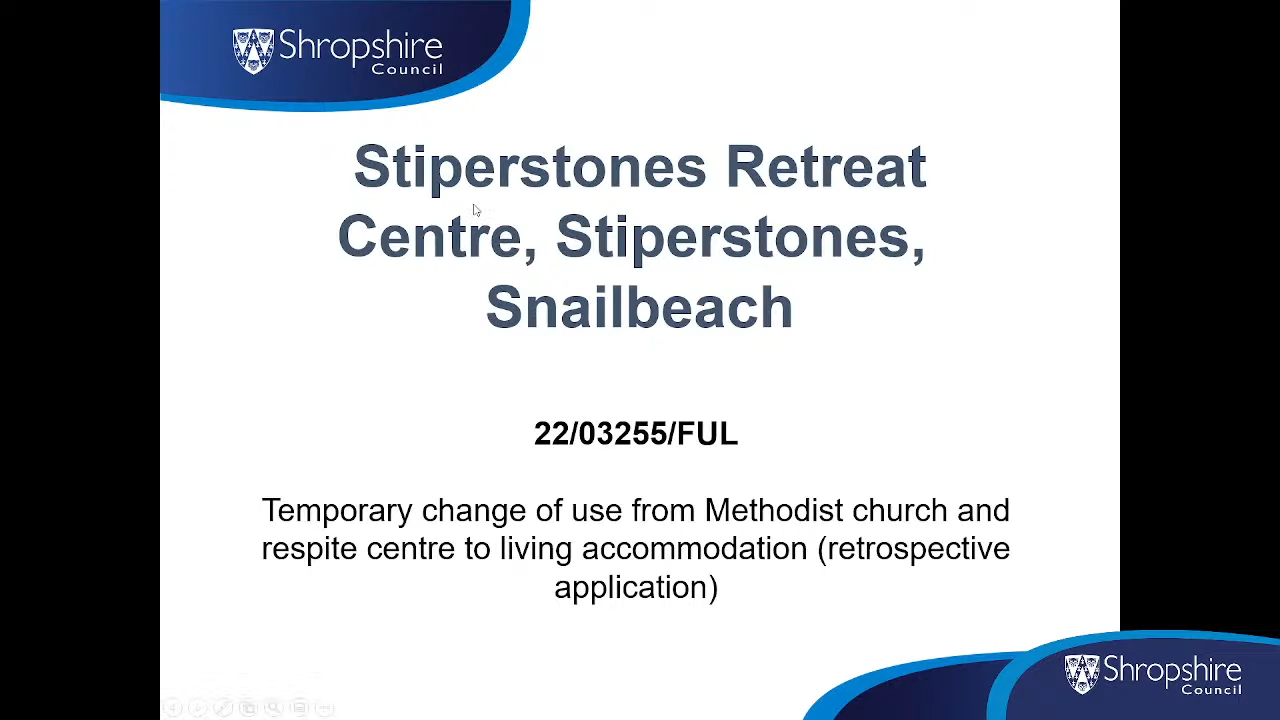 Shropshire
Council
Stiperstones Retreat
Centre, Stiperstones,
Snailbeach
22/03255/FUL
Temporary change of use from Methodist church and
respite centre to living accommodation (retrospective
application)
Shropshire
Council